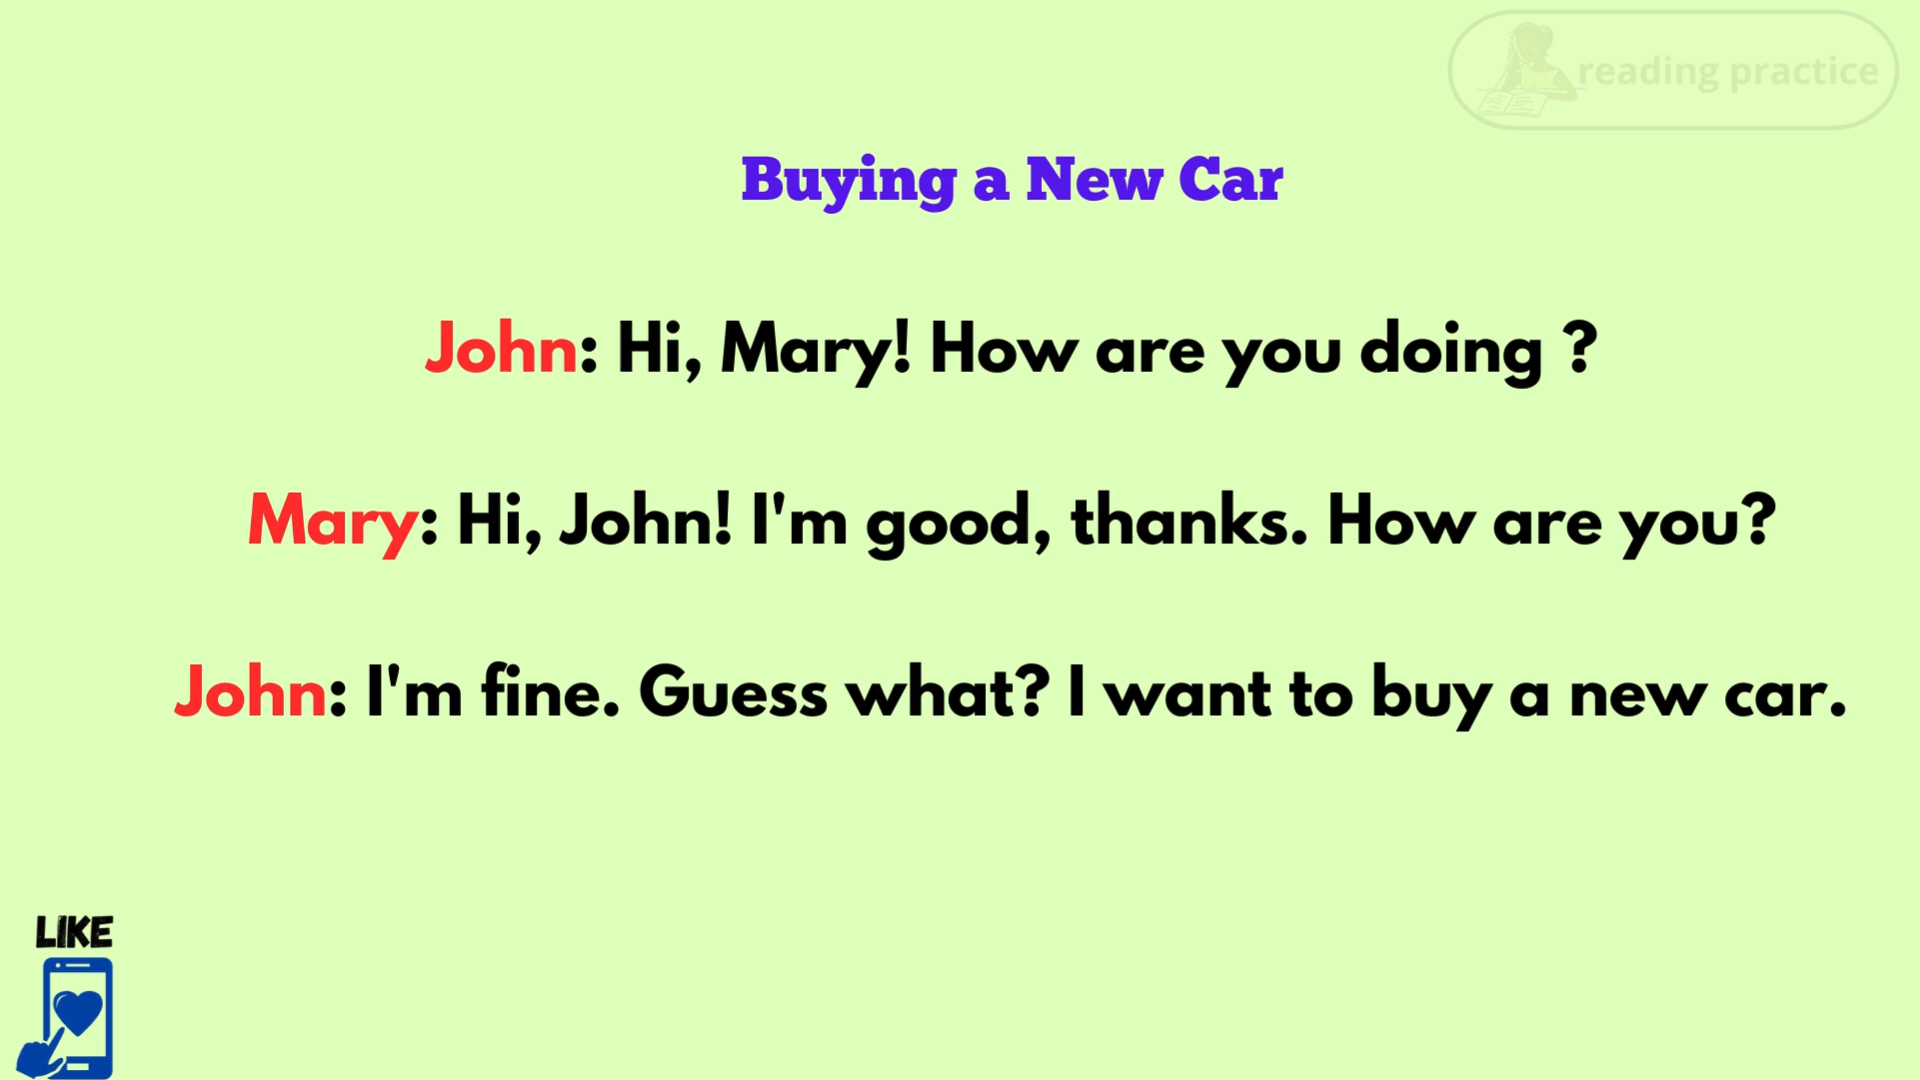 reading practice
Buying a New Car
John: Hi, Mary! How are you doing ?
Mary: Hi, John! I'm good, thanks. How are you?
John: I'm fine. Guess what? I want to buy a new car.
LIKE